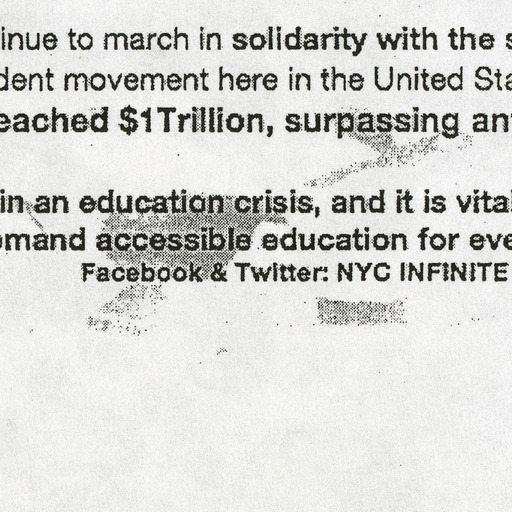 inue to march in solidarity with the s
dent movement here in the United Sta
eached $1Trillion, surpassing an
in an education crisis, and it is vital
emand accessible education for eve
Facebook & Twitter: NYC INFINITE